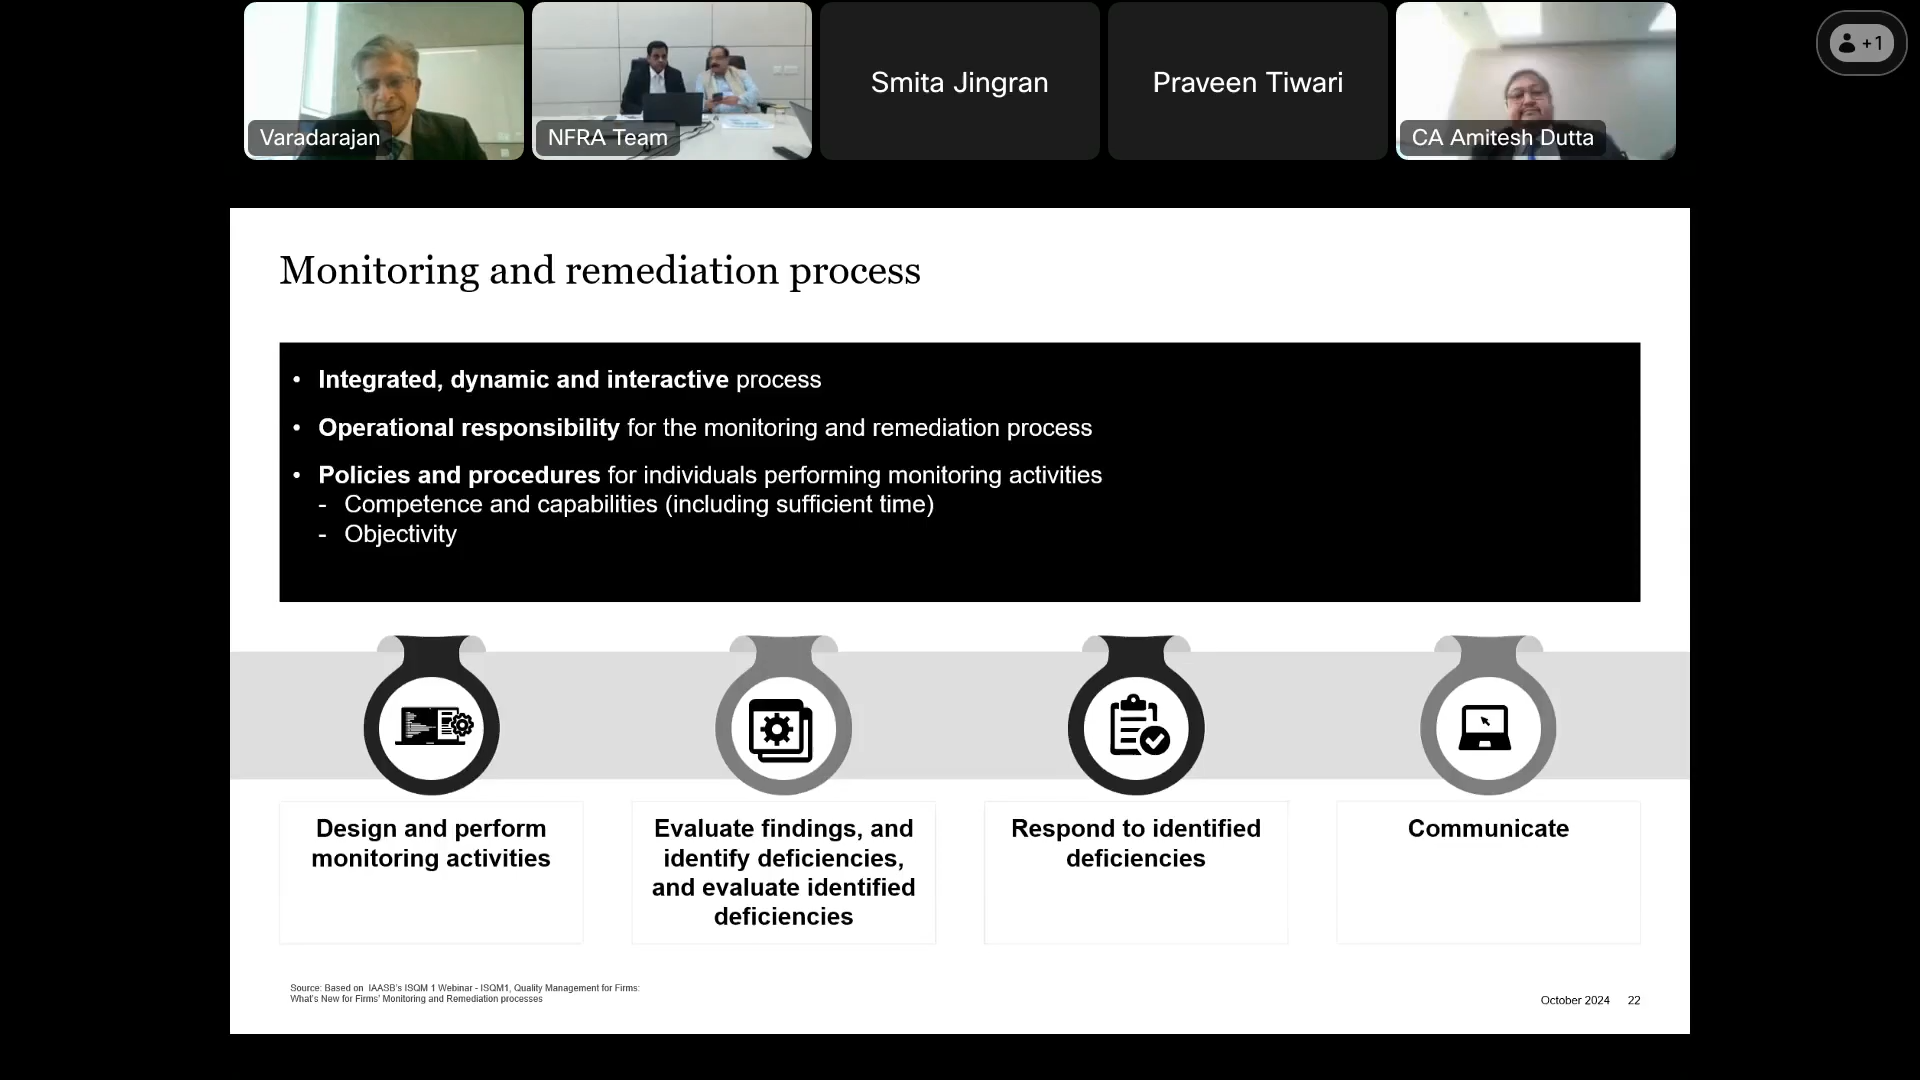 Varadarajan
NFRA Team
Smita Jingran
Praveen Tiwari
CA Amitesh Dutta
+1
Monitoring and remediation process
• Integrated, dynamic and interactive process
• Operational responsibility for the monitoring and remediation process
• Policies and procedures for individuals performing monitoring activities
- Competence and capabilities (including sufficient time)
- Objectivity
Design and perform
monitoring activities
Evaluate findings, and
identify deficiencies,
and evaluate identified
deficiencies
Respond to identified
deficiencies
Communicate
Source: Based on IAASB's ISQM 1 Webinar - ISQM1, Quality Management for Firms:
What's New for Firms' Monitoring and Remediation processes
October 2024 22